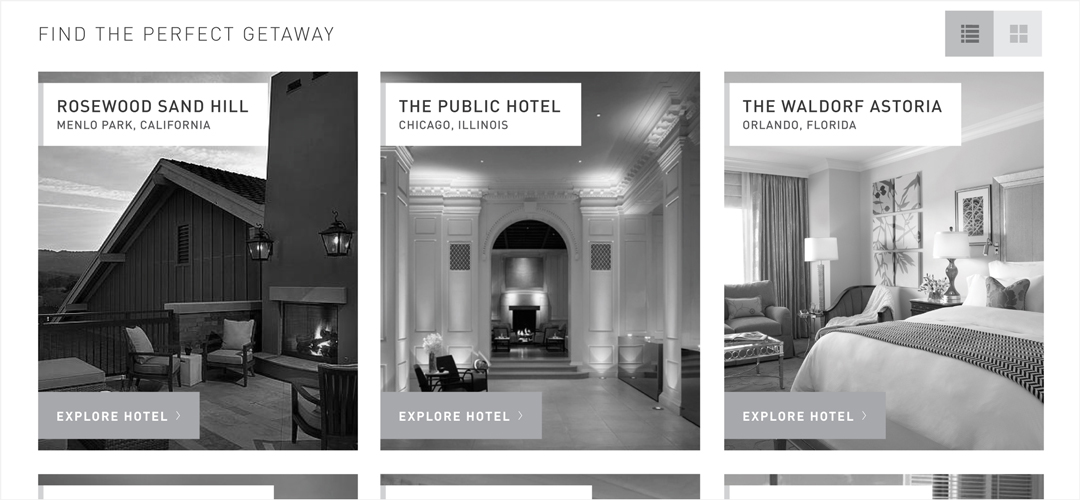 FIND THE PERFECT GETAWAY
ROSEWOOD SAND HILL
MENLO PARK, CALIFORNIA
THE PUBLIC HOTEL
CHICAGO, ILLINOIS
THE WALDORF ASTORIA
ORLANDO, FLORIDA
EXPLORE HOTEL
EXPLORE HOTEL
EXPLORE HOTEL